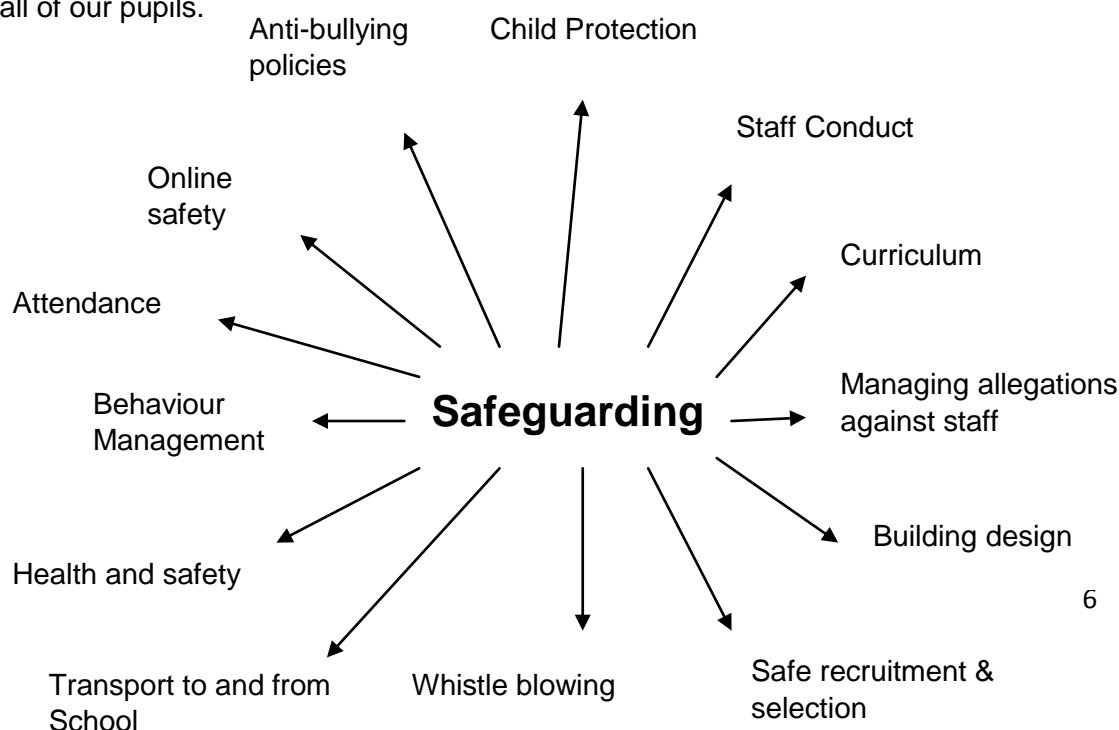 all of our pupils.
Anti-bullying
policies
Child Protection
Staff Conduct
Online
safety
Curriculum
Attendance
Managing allegations
against staff
Behaviour
Management
Safeguarding
Building design
Health and safety
6
Transport to and from
School
Whistle blowing
Safe recruitment &
selection